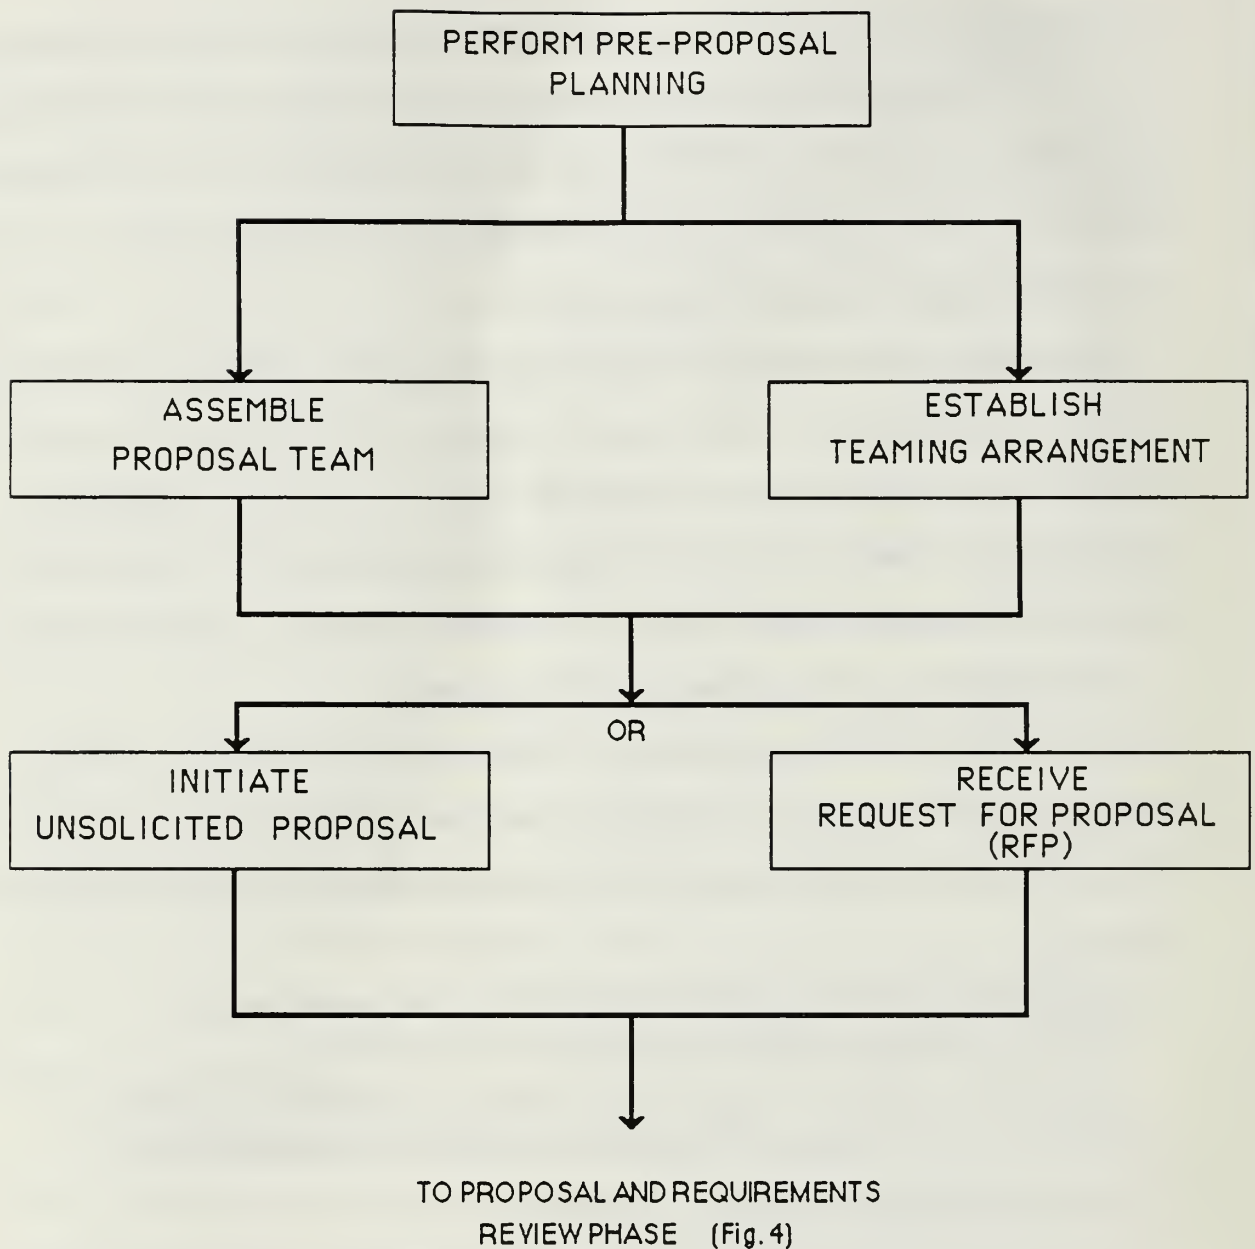 PERFORM PRE-PROPOSAL
PLANNING
ASSEMBLE
PROPOSAL TEAM
ESTABLISH
TEAMING ARRANGEMENT
OR
INITIATE
UNSOLICITED PROPOSAL
RECEIVE
REQUEST FOR PROPOSAL
(RFP)
TO PROPOSAL AND REQUIREMENTS
REVIEW PHASE (Fig. 4)